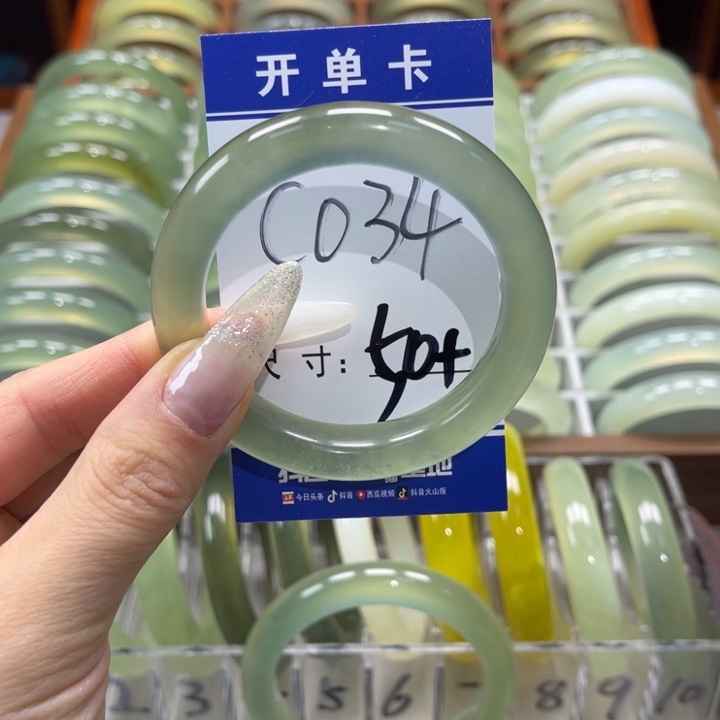 开单卡
C034
尺寸: 50+
今日头条 抖音 西瓜视频 抖音火山版
2 3 5 6 8 9 10